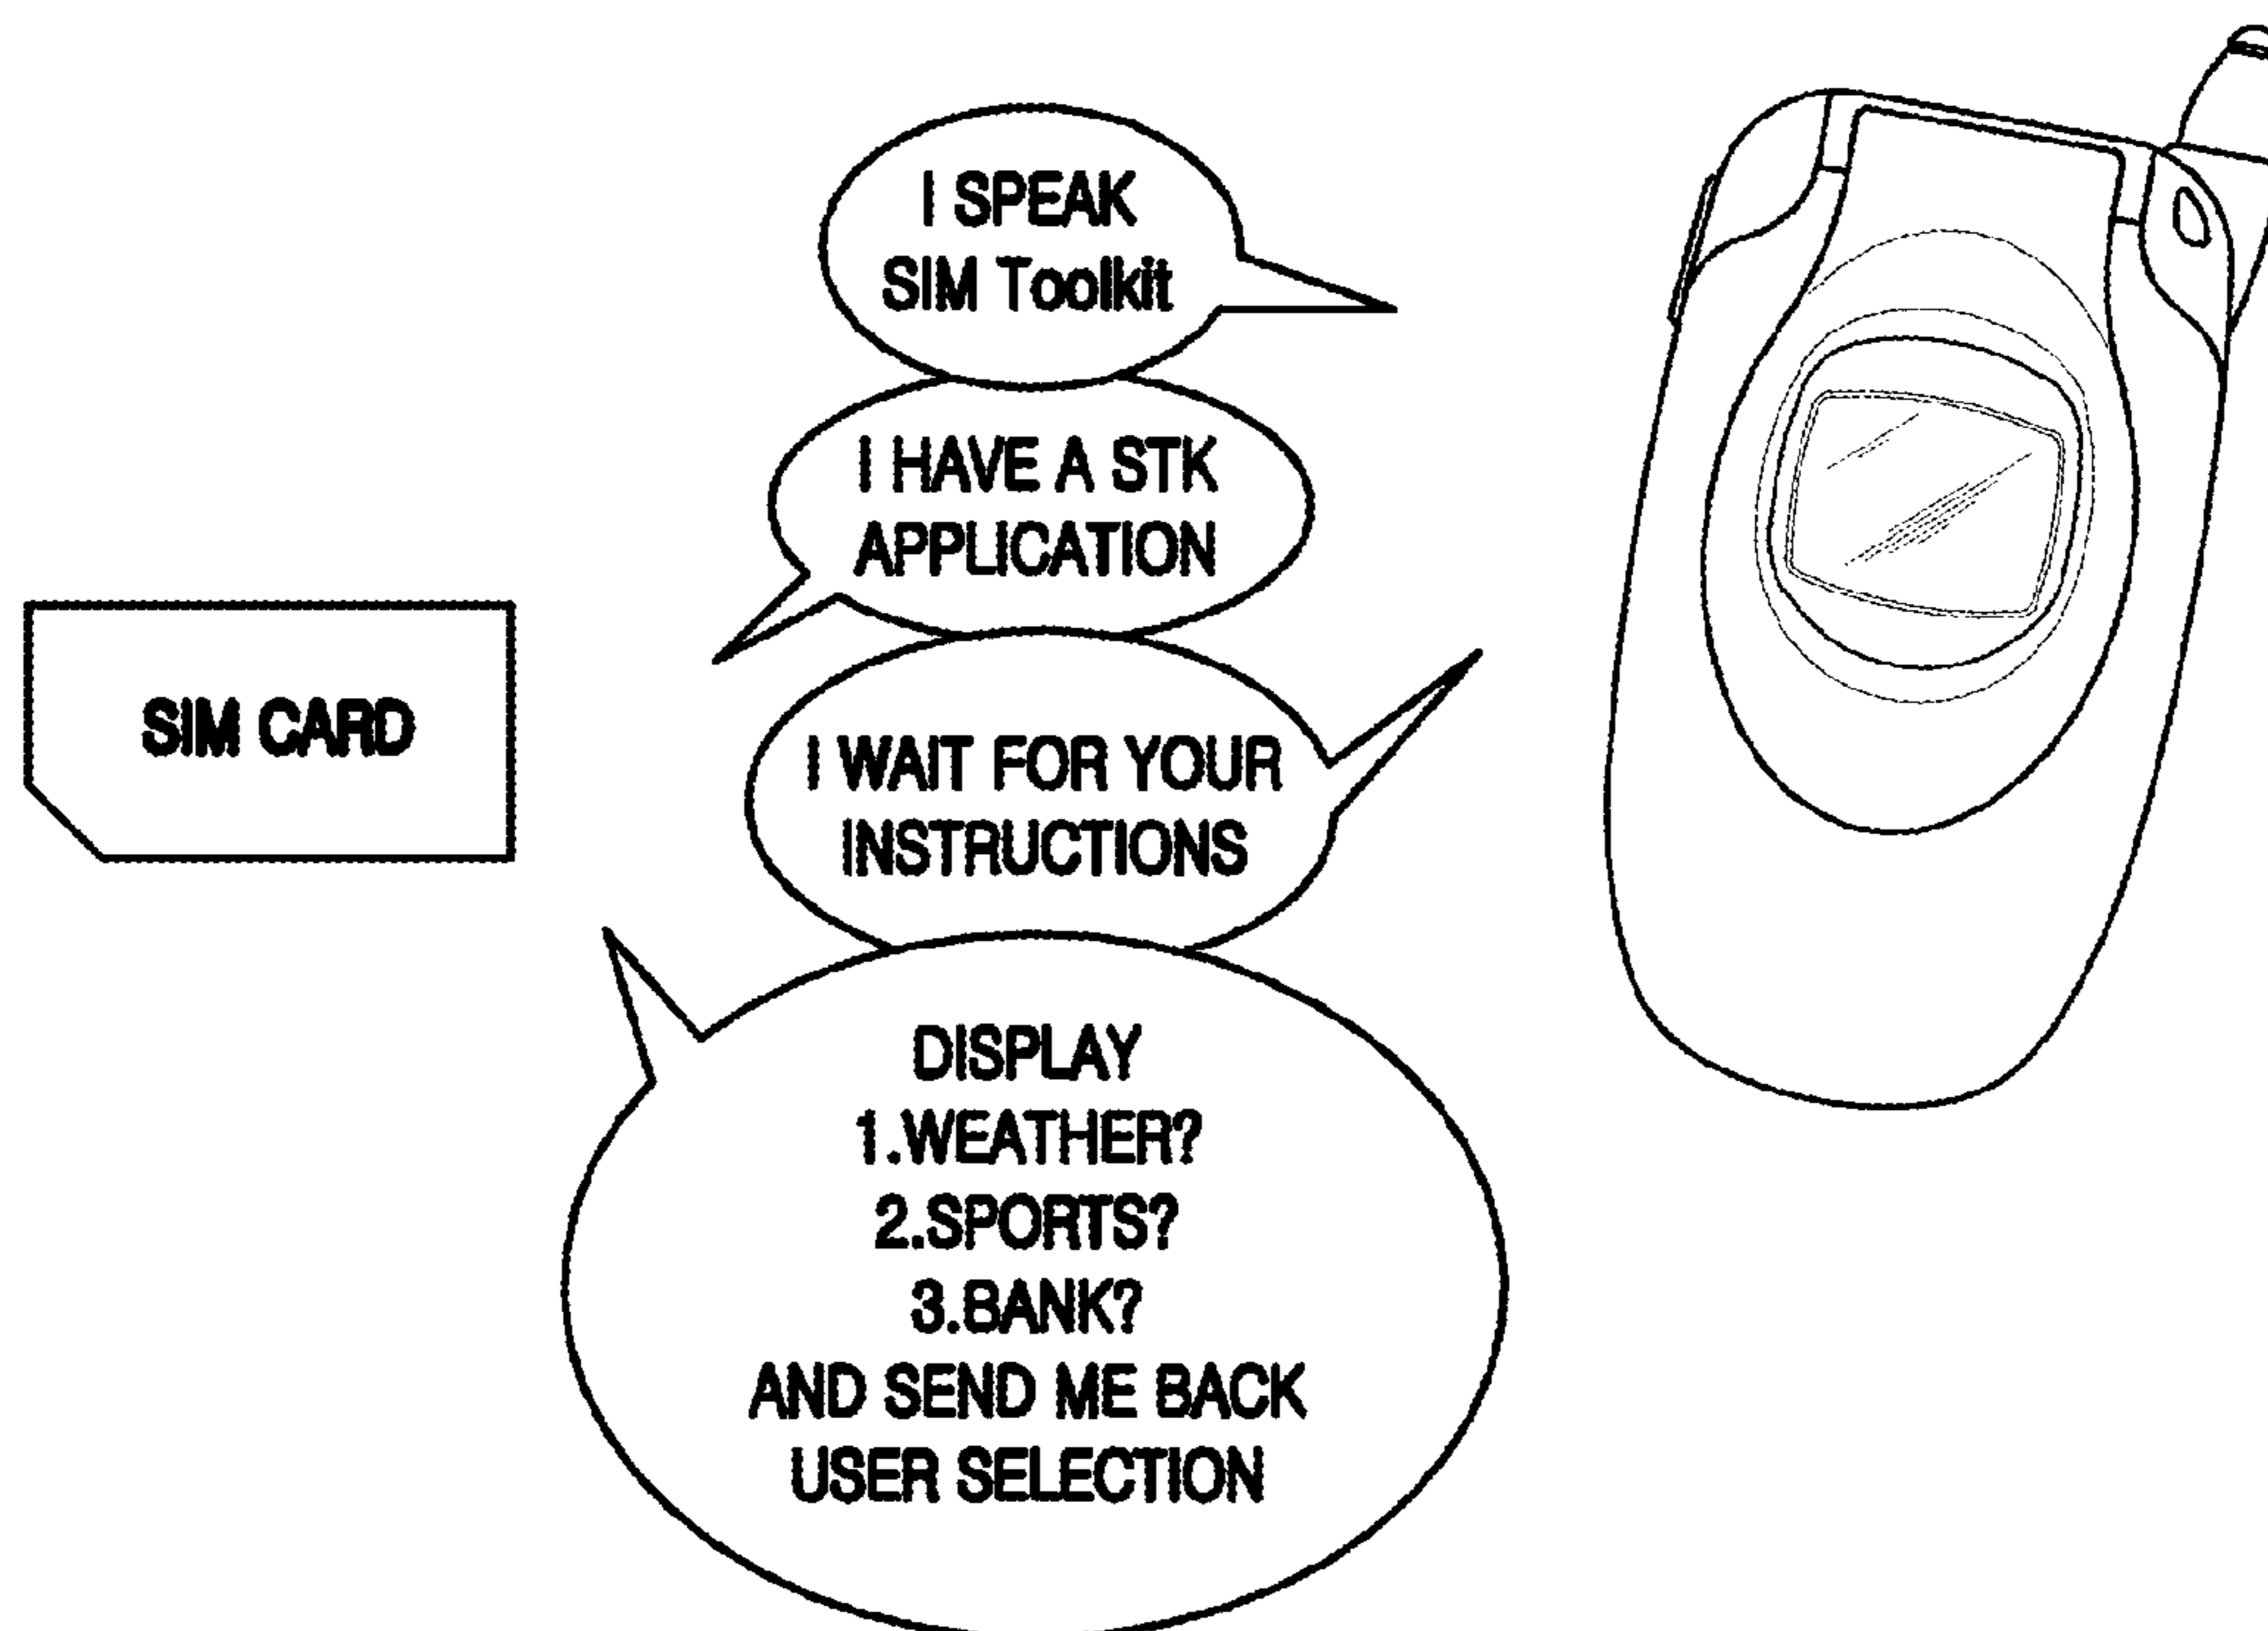 I SPEAK
SIM Toolkit
I HAVE A STK
APPLICATION
SIM CARD
I WAIT FOR YOUR
INSTRUCTIONS
DISPLAY
1.WEATHER?
2.SPORTS?
3.BANK?
AND SEND ME BACK
USER SELECTION